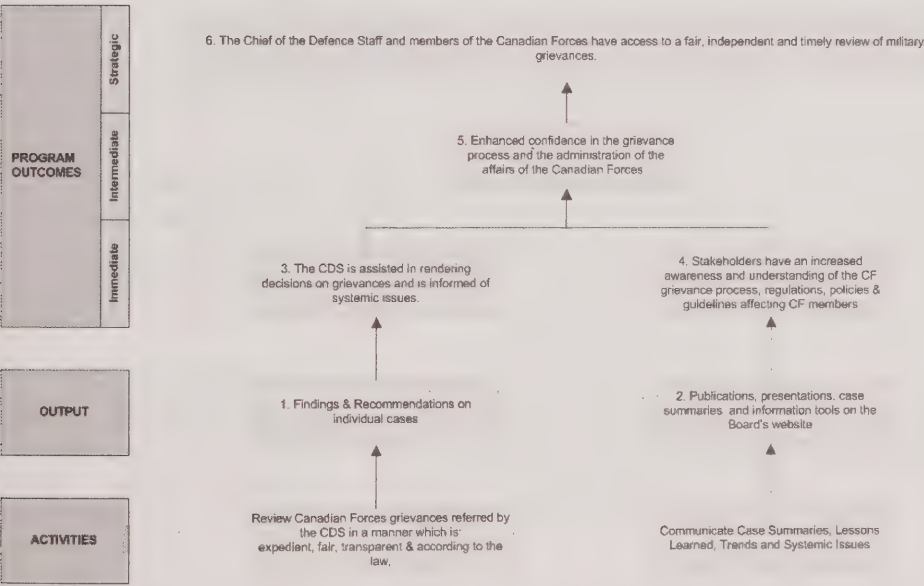 Strategic
6. The Chief of the Defence Staff and members of the Canadian Forces have access to a fair, independent and timely review of military
grievances.
PROGRAM
OUTCOMES
Intermediate
5. Enhanced confidence in the grievance
process and the administration of the
affairs of the Canadian Forces
Immediate
3. The CDS is assisted in rendering
decisions on grievances and is informed of
systemic issues.
4. Stakeholders have an increased
awareness and understanding of the CF
grievance process, regulations, policies &
guidelines affecting CF members
OUTPUT
1. Findings & Recommendations on
individual cases
2. Publications, presentations, case
summaries and information tools on the
Board's website
ACTIVITIES
Review Canadian Forces grievances referred by
the CDS in a manner which is
expedient, fair, transparent & according to the
law,
Communicate Case Summaries, Lessons
Learned, Trends and Systemic Issues